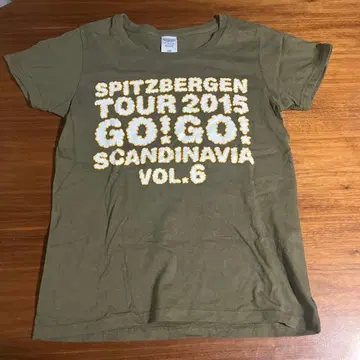 SPITZBERGEN
TOUR 2015
GO!GO!
SCANDINAVIA
VOL.6